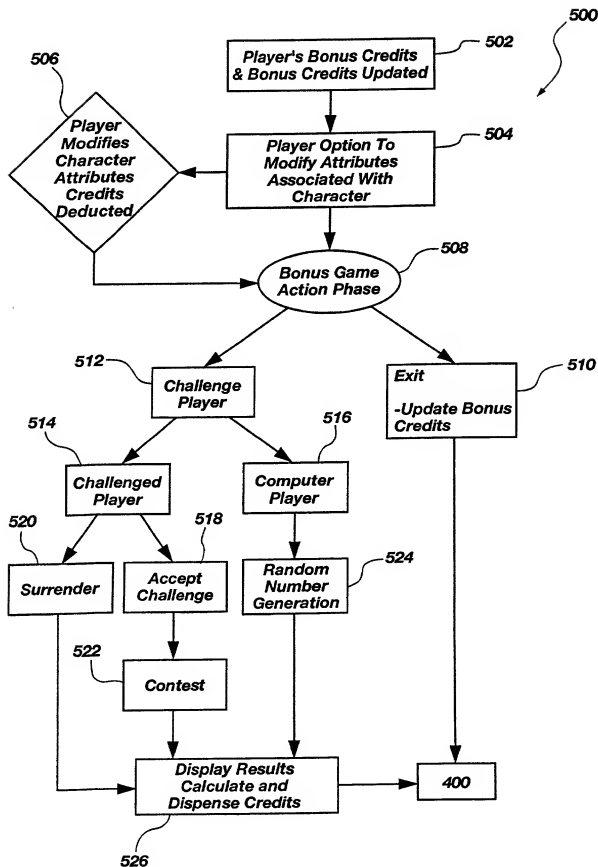 500
502
Player's Bonus Credits
& Bonus Credits Updated
506
Player
Modifies
Character
Attributes
Credits
Deducted
504
Player Option To
Modify Attributes
Associated With
Character
508
Bonus Game
Action Phase
512
Challenge
Player
510
Exit
-Update Bonus
Credits
514
Challenged
Player
516
Computer
Player
520
Surrender
518
Accept
Challenge
524
Random
Number
Generation
522
Contest
Display Results
Calculate and
Dispense Credits
400
526